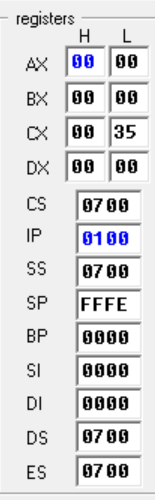 registers
H L
AX 00 00
BX 00 00
CX 00 35
DX 00 00
CS 0700
IP 0100
SS 0700
SP FFFE
BP 0000
SI 0000
DI 0000
DS 0700
ES 0700